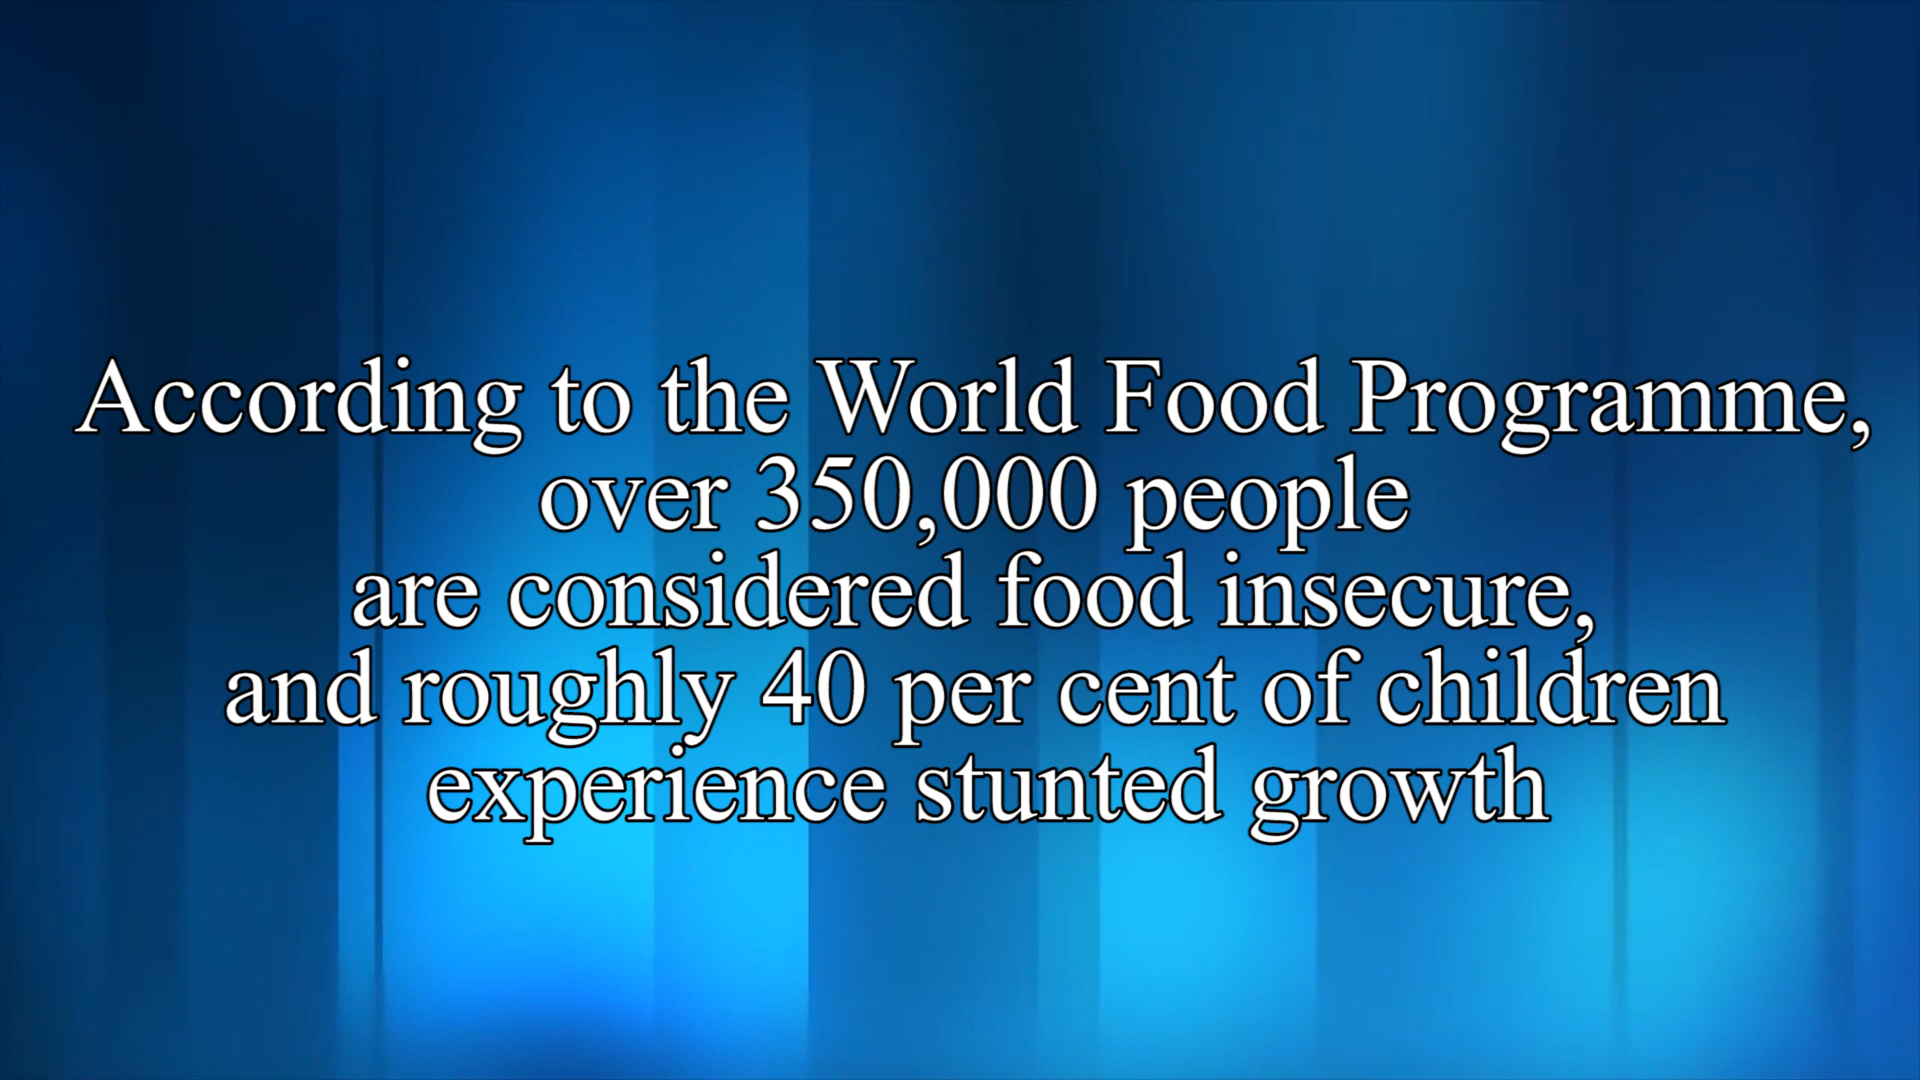 According to the World Food Programme,
over 350,000 people
are considered food insecure,
and roughly 40 per cent of children
experience stunted growth